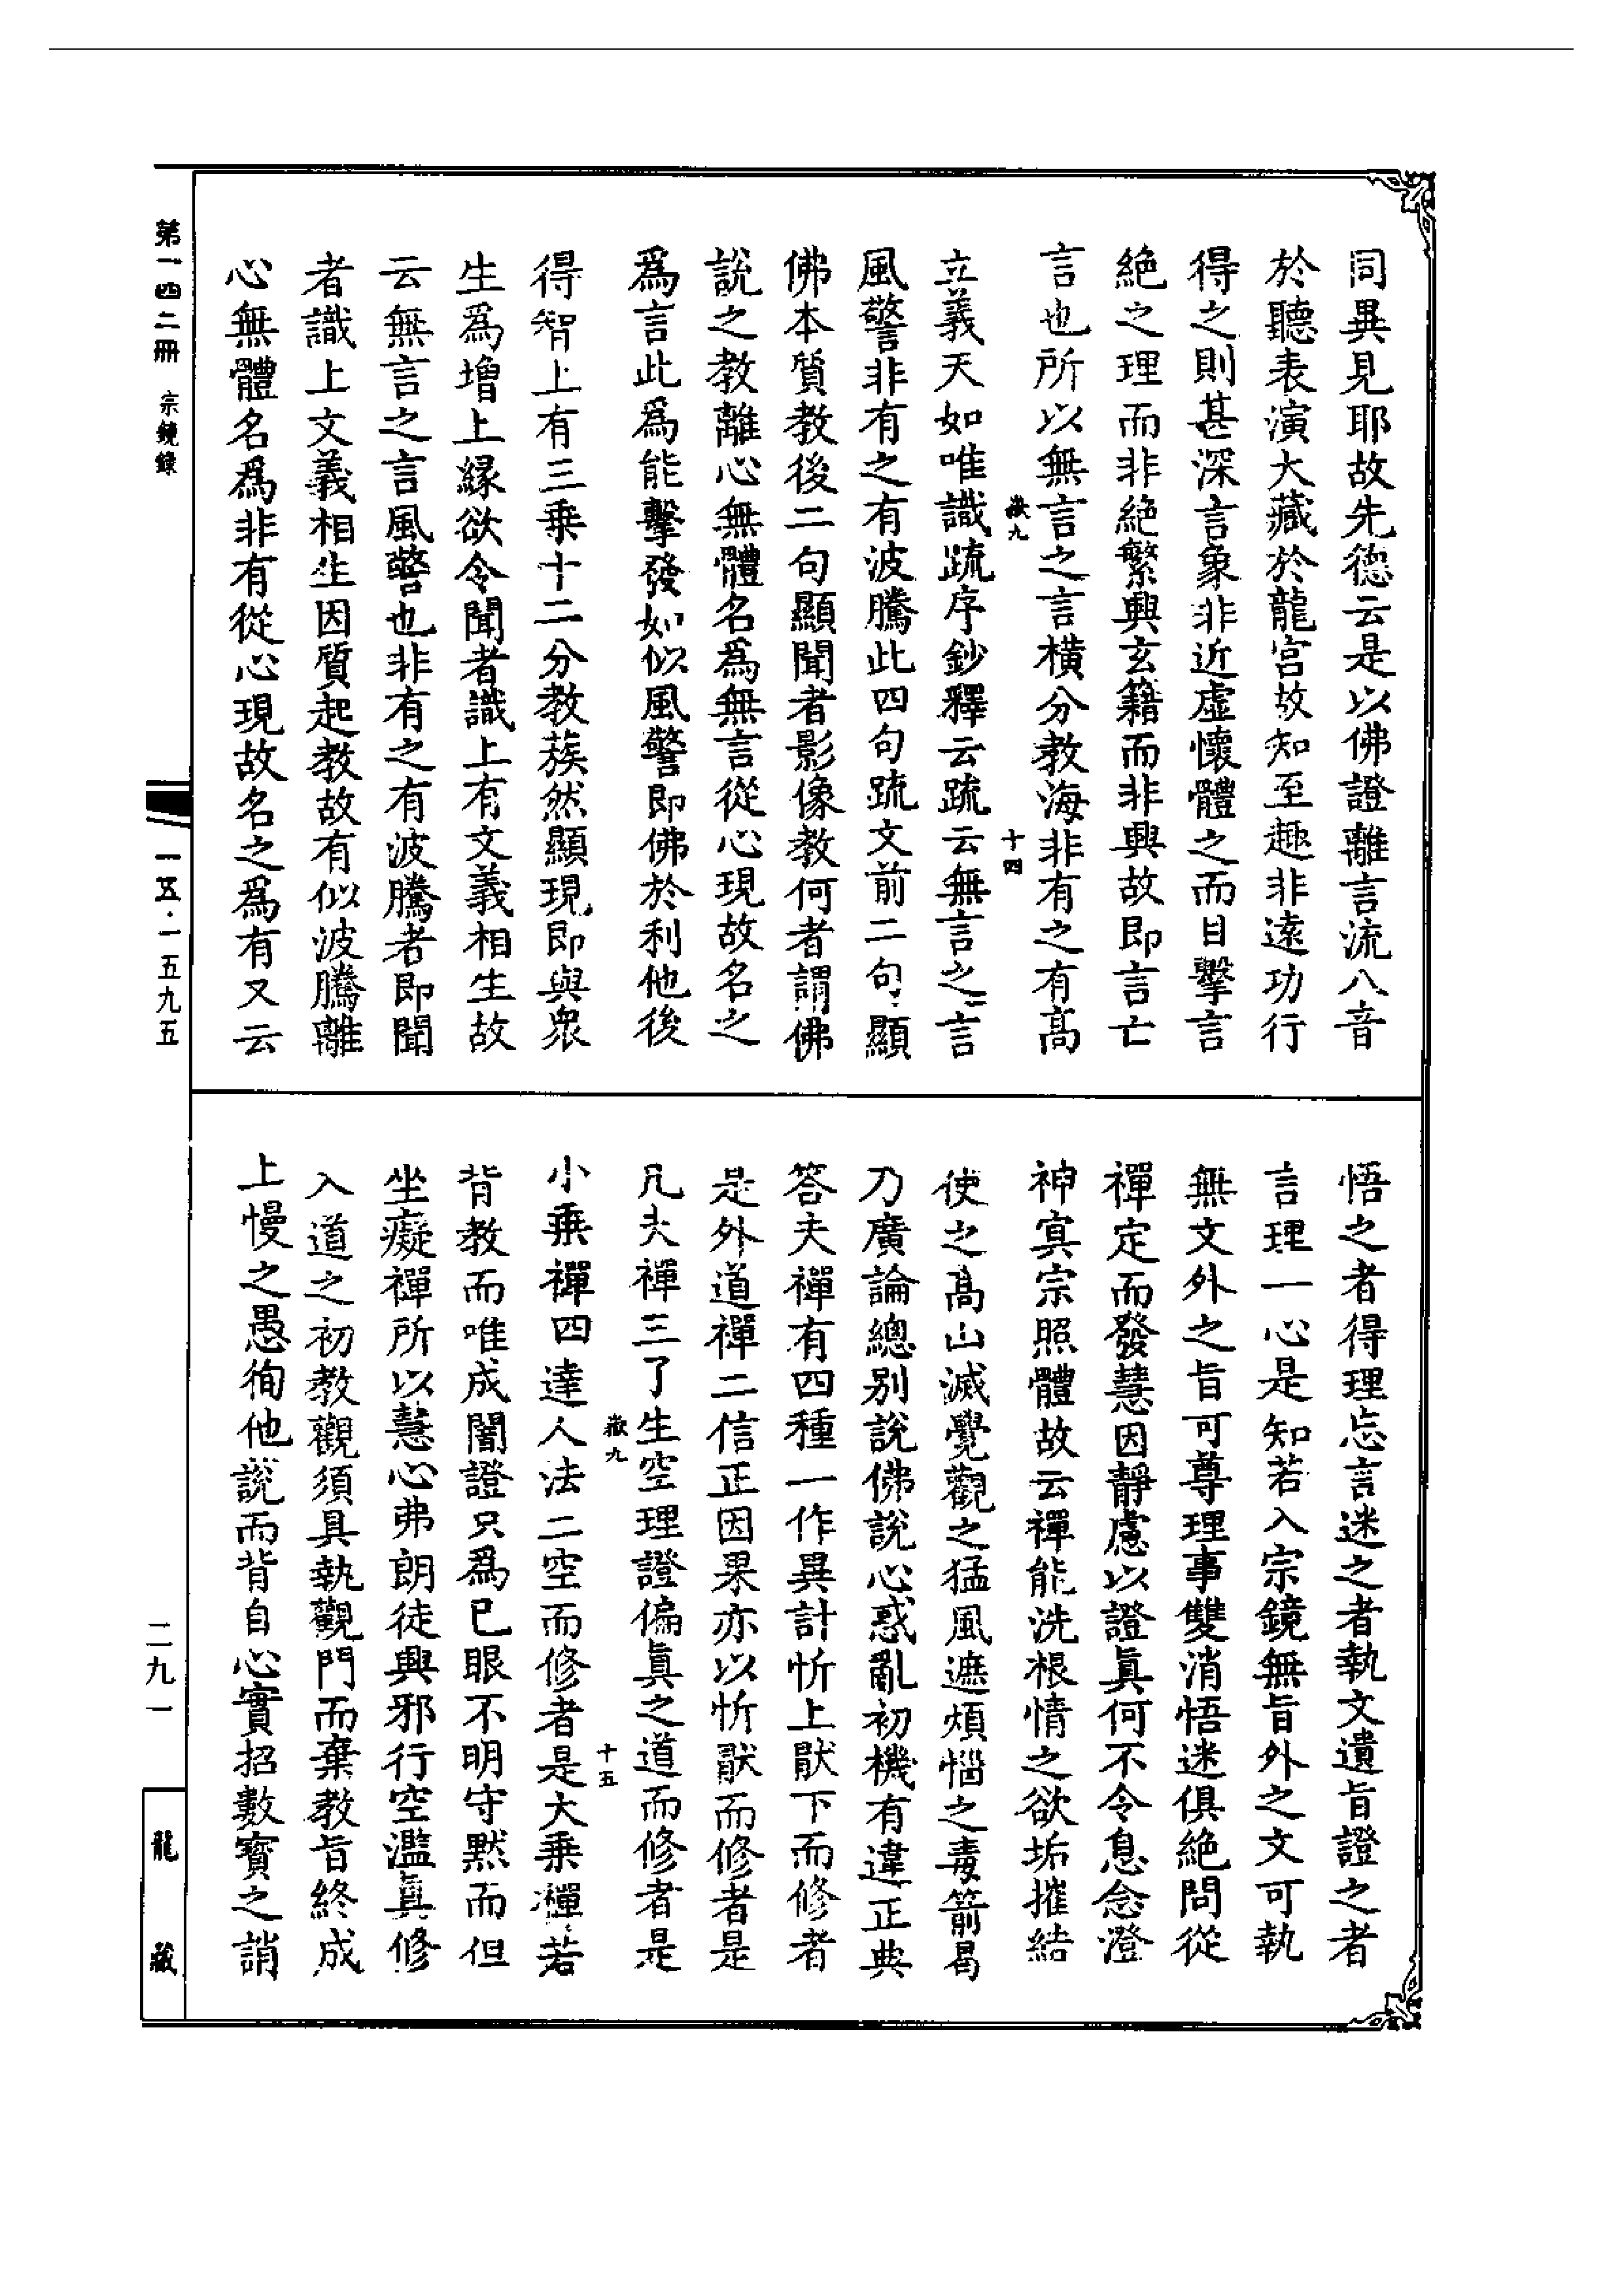 同異見耶故先德云是以佛證離言流八音
於聽表演大藏於龍宮故知至趣非遠功行
得之則甚深言象非近虛懷體之而目擊言
絕之理而非絕繁興玄籍而非興故即言亡
言也所以無言之言橫分教海非有之有高
嶽九
十四
立義天如唯識疏序鈔釋云疏云無言之言
風警非有之有波騰此四句疏文前二句顯
佛本質教後二句顯聞者影像教何者謂佛
說之教離心無體名為無言從心現故名之
為言此為能擊發如似風警即佛於利他後
得智上有三乗十二分教蔟然顯現即與衆
生為增上緣欲令聞者識上有文義相生故
云無言之言風警也非有之有波騰者即聞
者識上文義相生因質起教故有似波騰離
心無體名為非有從心現故名之為有又云
悟之者得理忘言迷之者執文遺旨證之者
言理一心是知若入宗鏡無旨外之文可執
無文外之旨可尊理事雙消悟迷俱絕問從
禪定而發慧因靜慮以證眞何不令息念澄
神冥宗照體故云禪能洗根情之欲垢摧結
使之高山滅覺觀之猛風遮煩惱之毒箭曷
乃廣論總别說佛說心惑亂初機有違正典
答夫禪有四種一作異計忻上猒下而修者
是外道禪二信正因果亦以忻猒而修者是
凡夫禪三了生空理證偏眞之道而修者是
嶽九
十五
小乗禪四達人法二空而修者是大乗禪若
背教而唯成闇證只為已眼不明守默而但
坐癡禪所以慧心弗朗徒興邪行空濫眞修
入道之初教觀須具執觀門而棄教旨終成
上慢之愚徇他說而背自心實招數寶之誚
第一四二冊 宗鏡錄
一五·一五九五
二九一
龍藏